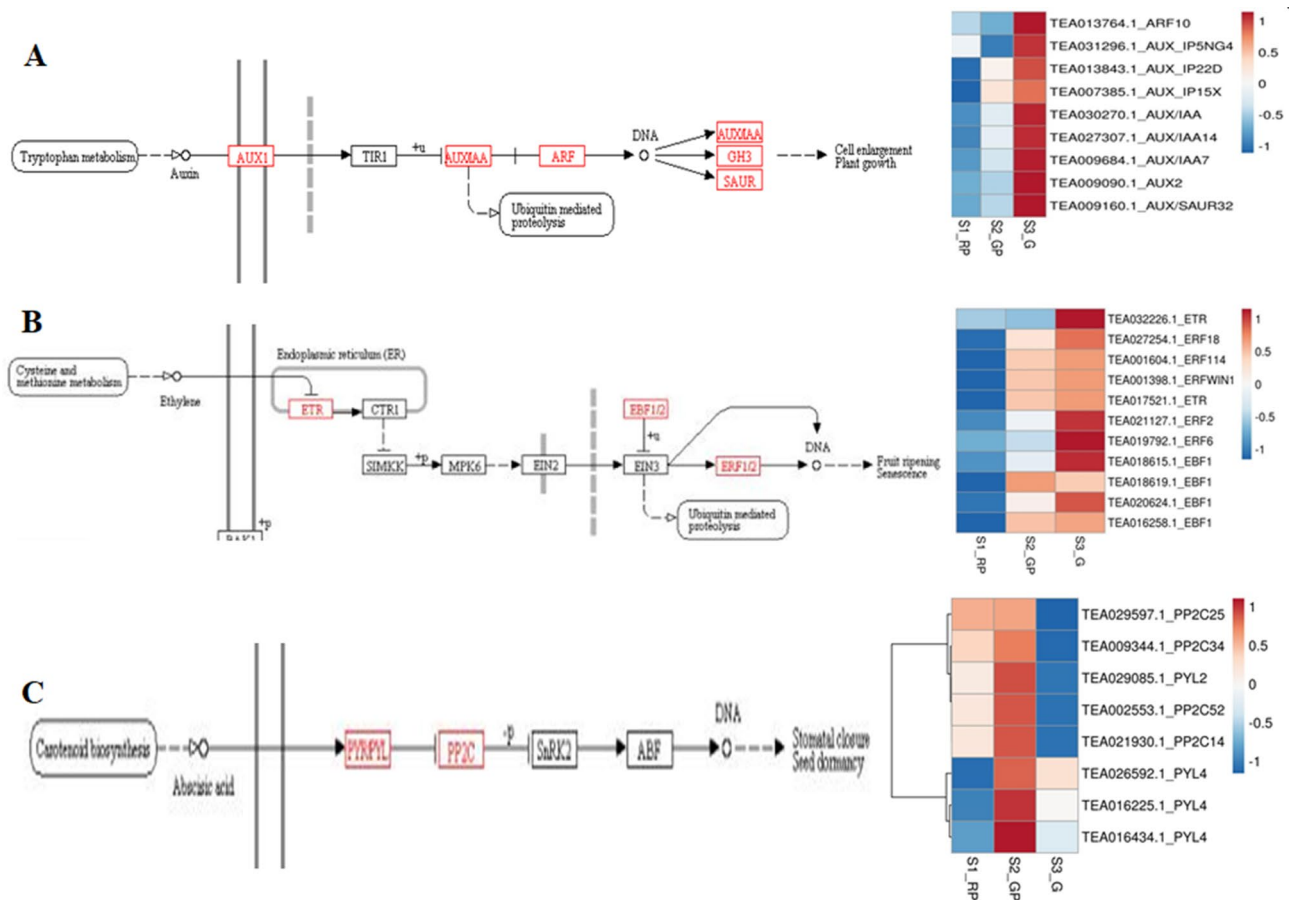 A
Tryptophan metabolism
Auxin
AUX1
TIR1
+u
AUX/IAA
ARF
DNA
AUX/IAA
GH3
SAUR
Cell enlargement
Plant growth
Ubiquitin mediated
proteolysis
TEA013764.1_ARF10
TEA031296.1_AUX_IP5NG4
TEA013843.1_AUX_IP22D
TEA007385.1_AUX_IP15X
TEA030270.1_AUX/IAA
TEA027307.1_AUX/IAA14
TEA009684.1_AUX/IAA7
TEA009090.1_AUX2
TEA009160.1_AUX/SAUR32
S1_RP
S2_GP
S3_G
1
0.5
0
-0.5
-1
B
Cysteine and
methionine metabolism
Ethylene
Endoplasmic reticulum (ER)
ETR
CTR1
SIMKK
+p
MPK6
EIN2
EBF1/2
+u
EIN3
ERF1/2
DNA
Fruit ripening
Senescence
Ubiquitin mediated
proteolysis
+p
BAK1
TEA032226.1_ETR
TEA027254.1_ERF18
TEA001604.1_ERF114
TEA001398.1_ERFWIN1
TEA017521.1_ETR
TEA021127.1_ERF2
TEA019792.1_ERF6
TEA018615.1_EBF1
TEA018619.1_EBF1
TEA020624.1_EBF1
TEA016258.1_EBF1
S1_RP
S2_GP
S3_G
1
0.5
0
-0.5
-1
C
Carotenoid biosynthesis
Abscisic acid
PYR/PYL
PP2C
-p
SnRK2
ABF
DNA
Stomatal closure
Seed dormancy
TEA029597.1_PP2C25
TEA009344.1_PP2C34
TEA029085.1_PYL2
TEA002553.1_PP2C52
TEA021930.1_PP2C14
TEA026592.1_PYL4
TEA016225.1_PYL4
TEA016434.1_PYL4
S1_RP
S2_GP
S3_G
1
0.5
0
-0.5
-1